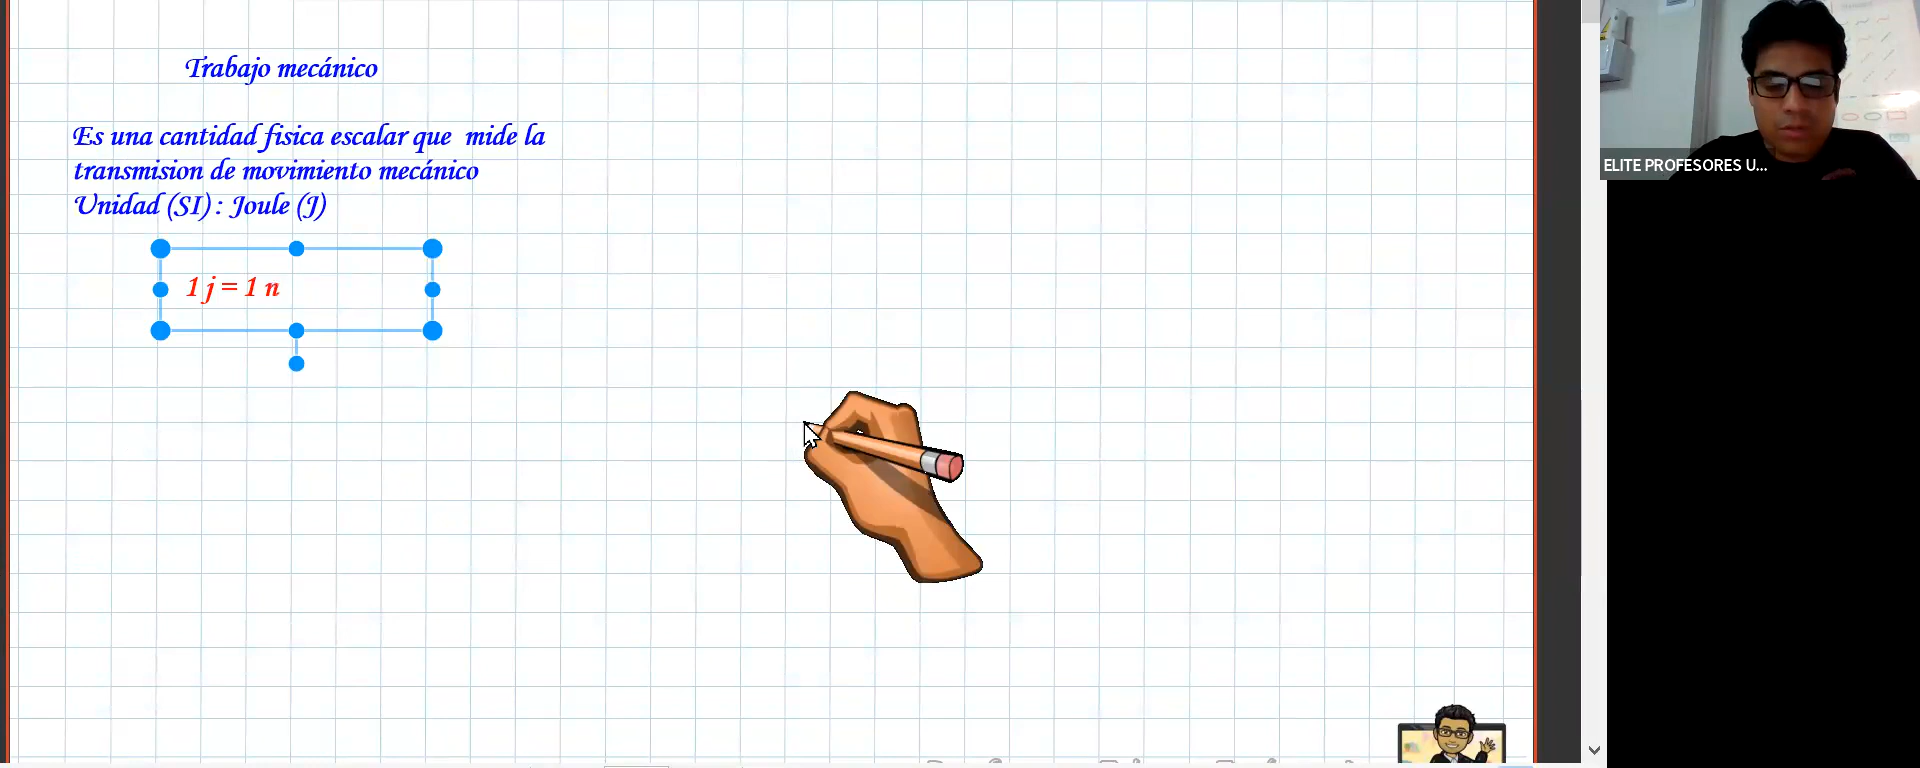 Trabajo mecánico
Es una cantidad fisica escalar que mide la
transmision de movimiento mecánico
Unidad (SI) : Joule (J)
1 j = 1 n
ELITE PROFESORES U...